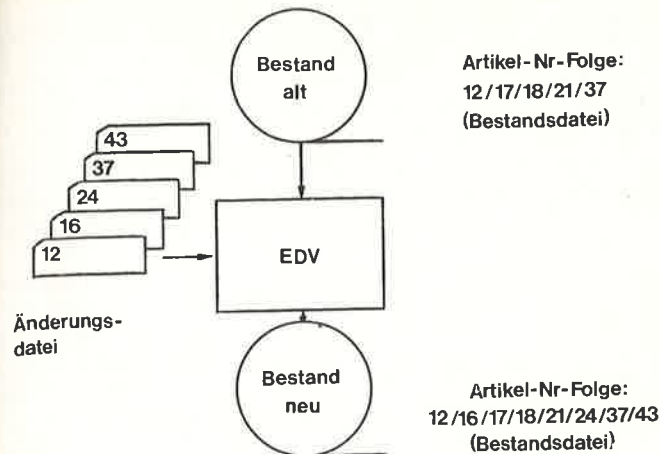 Bestand
alt
Artikel-Nr-Folge:
12/17/18/21/37
(Bestandsdatei)
43
37
24
16
12
EDV
Änderungs-
datei
Bestand
neu
Artikel-Nr-Folge:
12/16/17/18/21/24/37/43
(Bestandsdatei)